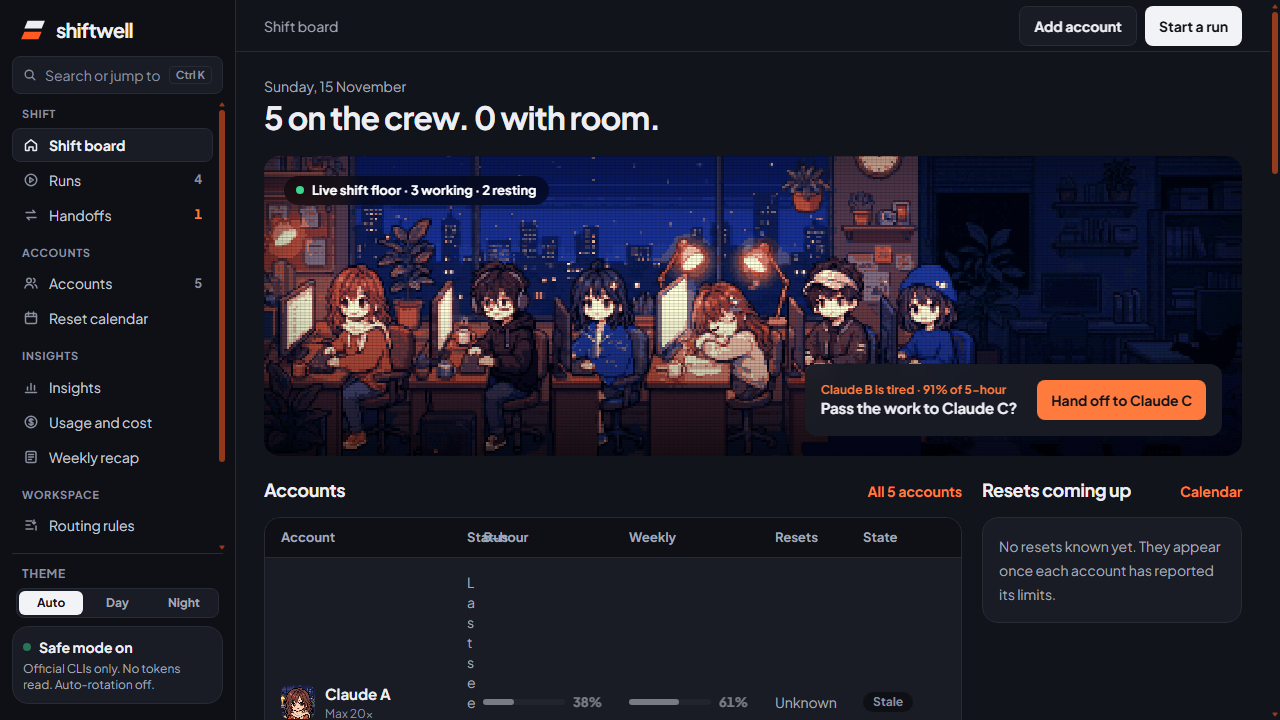 shiftwell
Search or jump to
Ctrl K
SHIFT
Shift board
Runs 4
Handoffs 1
ACCOUNTS
Accounts 5
Reset calendar
INSIGHTS
Insights
Usage and cost
Weekly recap
WORKSPACE
Routing rules
THEME
Auto Day Night
Safe mode on
Official CLIs only. No tokens
read. Auto-rotation off.
Shift board
Add account
Start a run
Sunday, 15 November
5 on the crew. 0 with room.
Live shift floor · 3 working · 2 resting
Claude B is tired · 91% of 5-hour
Pass the work to Claude C?
Hand off to Claude C
Accounts
All 5 accounts
Account Status 5-hour Weekly Resets State
L
a
s
t
s
e
e
Claude A
Max 20×
38% 61% Unknown Stale
Resets coming up
Calendar
No resets known yet. They appear
once each account has reported
its limits.